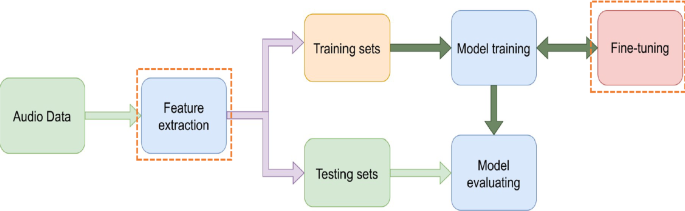 Audio Data
Feature
extraction
Training sets
Model training
Fine-tuning
Testing sets
Model
evaluating